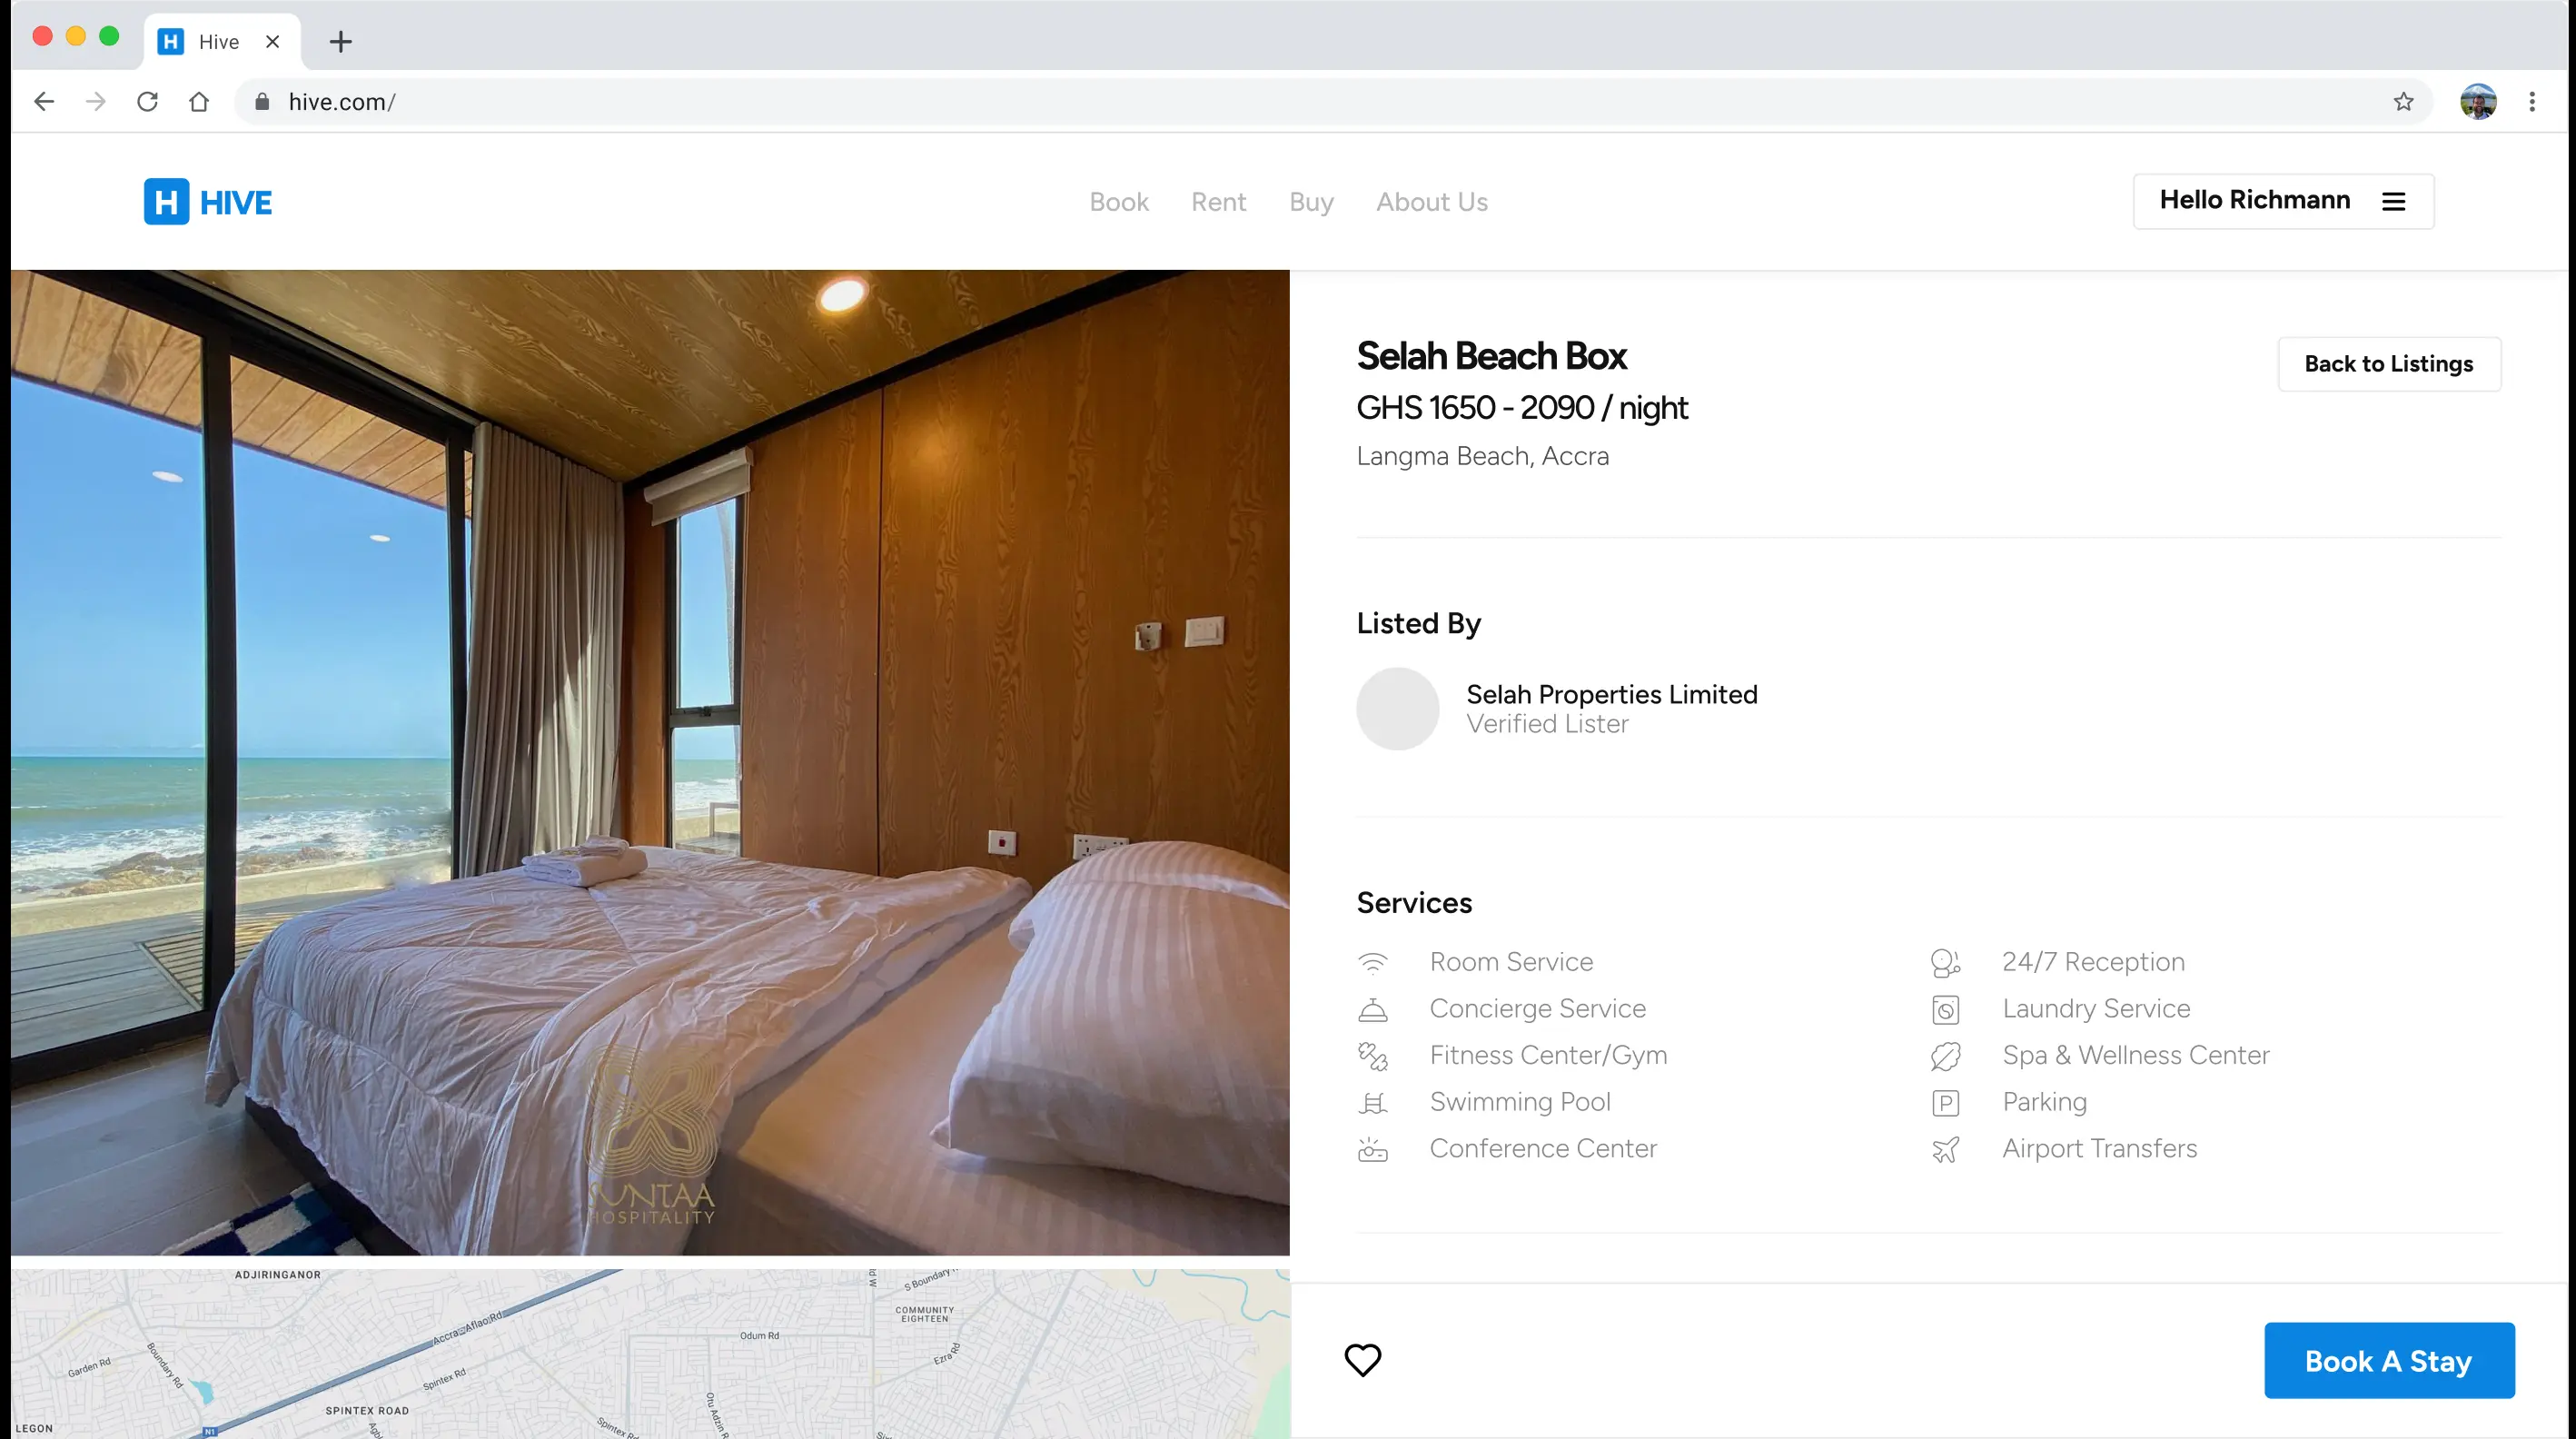 H Hive
hive.com/
H HIVE
Book Rent Buy About Us
Hello Richmann
Selah Beach Box
Back to Listings
GHS 1650 - 2090 / night
Langma Beach, Accra
Listed By
Selah Properties Limited
Verified Lister
Services
Room Service
24/7 Reception
Concierge Service
Laundry Service
Fitness Center/Gym
Spa & Wellness Center
Swimming Pool
P Parking
Conference Center
Airport Transfers
SUNTAA
HOSPITALITY
ADJIRINGANOR
S Boundary
COMMUNITY
EIGHTEEN
Accra-Aflao Rd
Odum Rd
Boundary Rd
Garden Rd
Ezra Rd
Spintex Rd
SPINTEX ROAD
Ofu Adzin R
LEGON
N1
Spintex Rd
Book A Stay